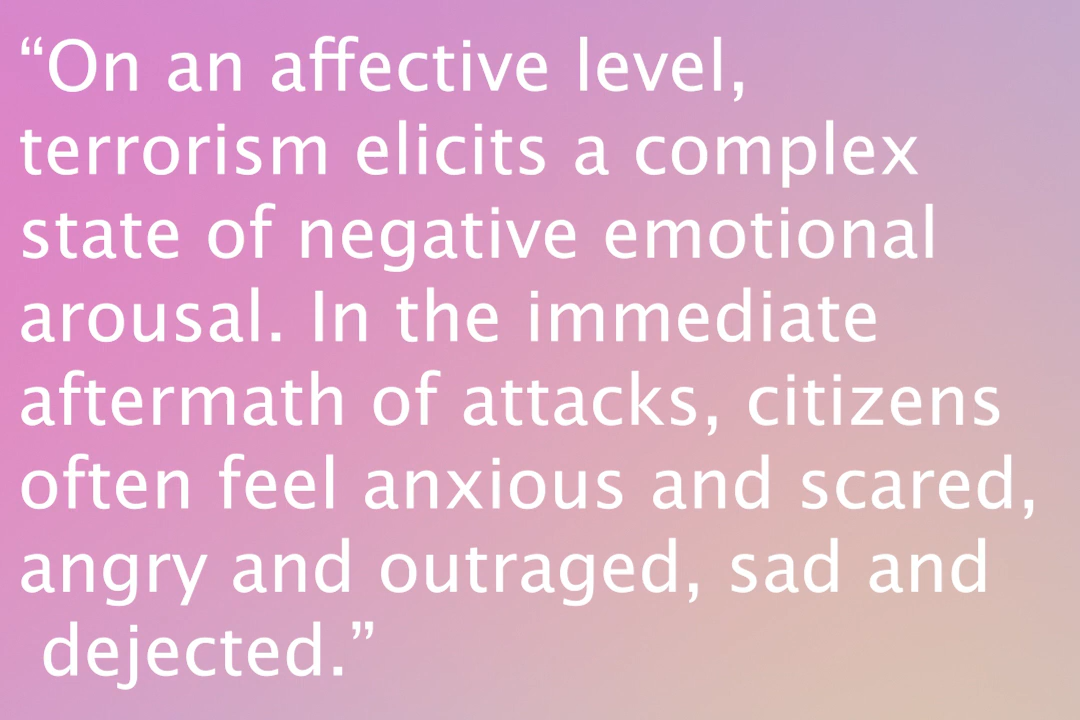 “On an affective level,
terrorism elicits a complex
state of negative emotional
arousal. In the immediate
aftermath of attacks, citizens
often feel anxious and scared,
angry and outraged, sad and
dejected.”